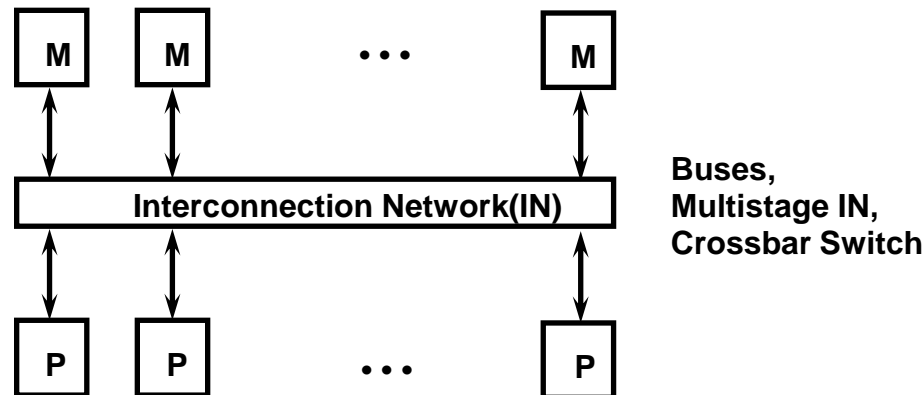 M M • • • M
Interconnection Network(IN)
Buses,
Multistage IN,
Crossbar Switch
P P • • • P